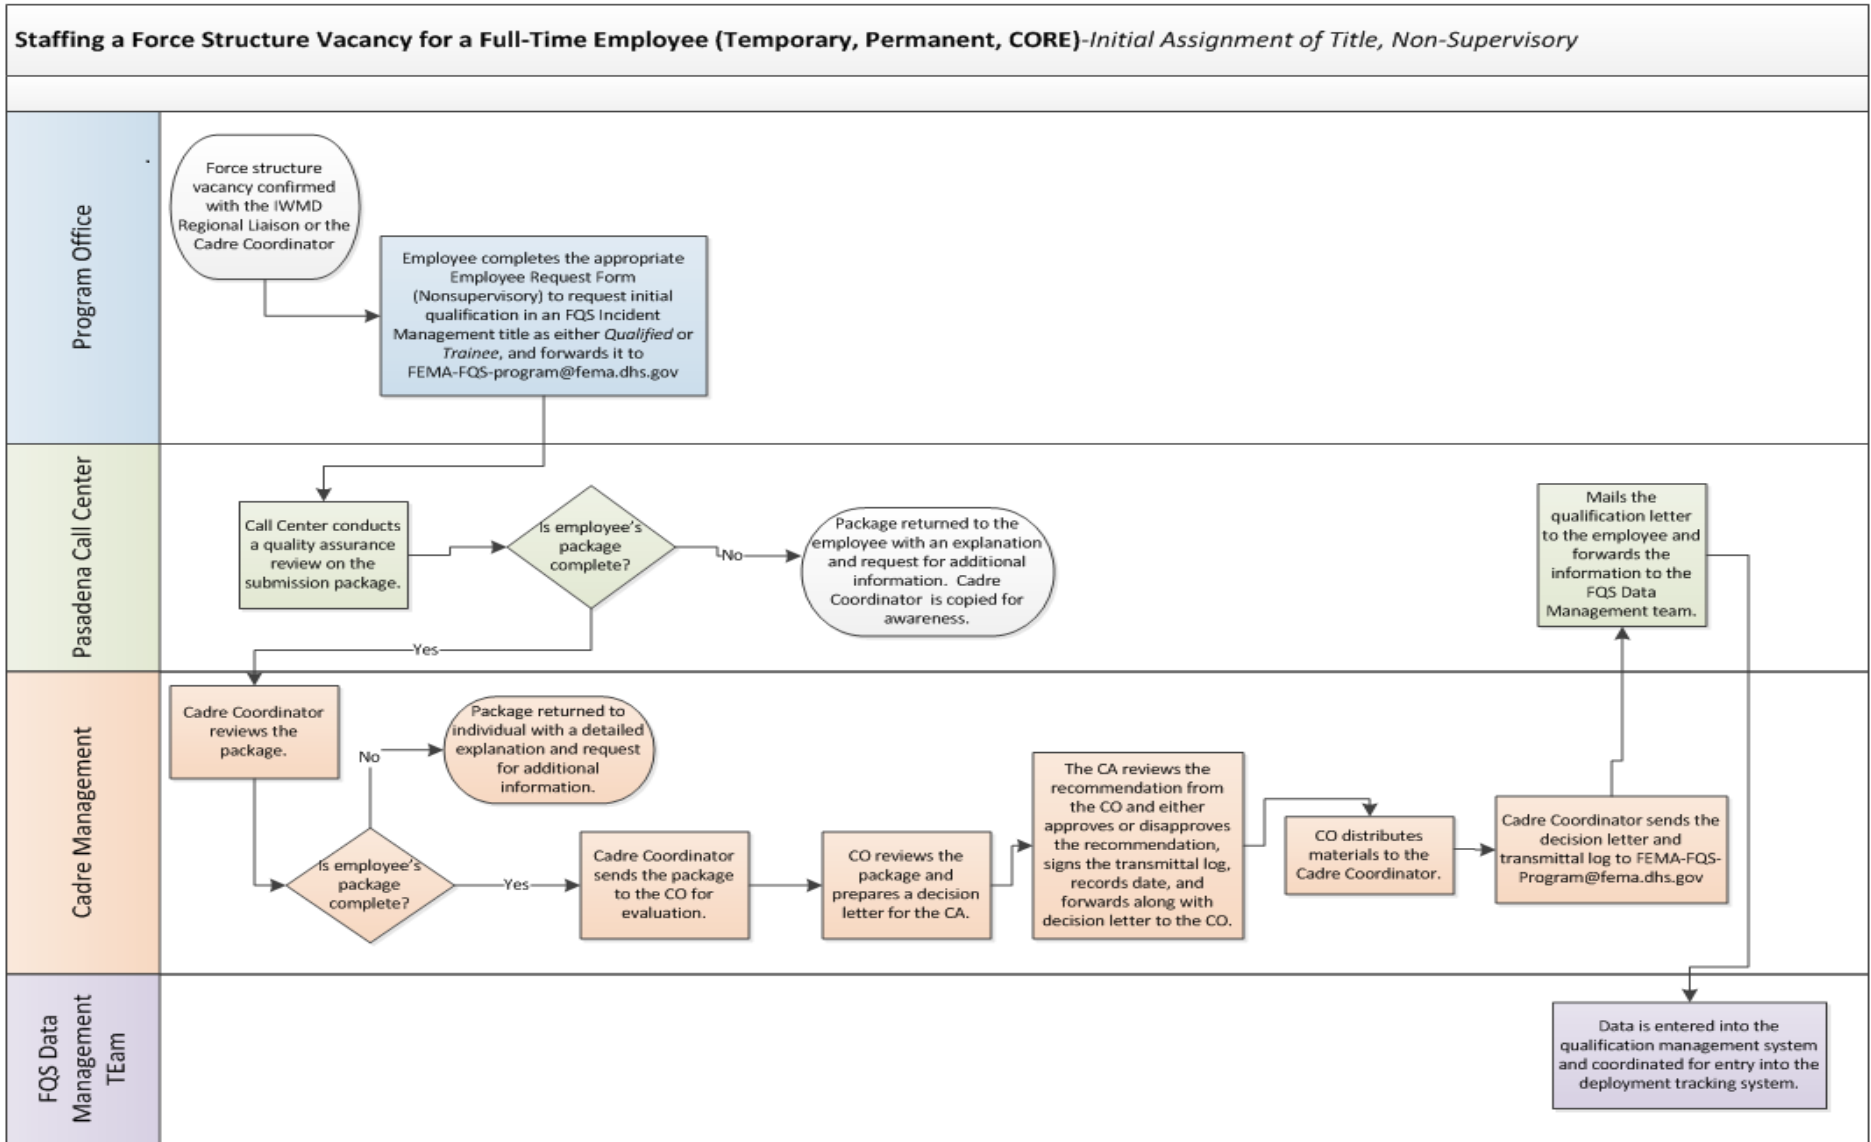 Staffing a Force Structure Vacancy for a Full-Time Employee (Temporary, Permanent, CORE)-Initial Assignment of Title, Non-Supervisory
Program Office
.
Force structure
vacancy confirmed
with the IWMD
Regional Liaison or the
Cadre Coordinator
Employee completes the appropriate
Employee Request Form
(Nonsupervisory) to request initial
qualification in an FQS Incident
Management title as either Qualified or
Trainee, and forwards it to
FEMA-FQS-program@fema.dhs.gov
Pasadena Call Center
Call Center conducts
a quality assurance
review on the
submission package.
Is employee's
package
complete?
No
Package returned to the
employee with an explanation
and request for additional
information.  Cadre
Coordinator  is copied for
awareness.
Yes
Mails the
qualification letter
to the employee and
forwards the
information to the
FQS Data
Management team.
Cadre Management
Cadre Coordinator
reviews the
package.
No
Package returned to
individual with a detailed
explanation and request
for additional
information.
Is employee's
package
complete?
Yes
Cadre Coordinator
sends the package
to the CO for
evaluation.
CO reviews the
package and
prepares a decision
letter for the CA.
The CA reviews the
recommendation from
the CO and either
approves or disapproves
the recommendation,
signs the transmittal log,
records date, and
forwards along with
decision letter to the CO.
CO distributes
materials to the
Cadre Coordinator.
Cadre Coordinator sends the
decision letter and
transmittal log to FEMA-FQS-
Program@fema.dhs.gov
FQS Data
Management
TEam
Data is entered into the
qualification management system
and coordinated for entry into the
deployment tracking system.